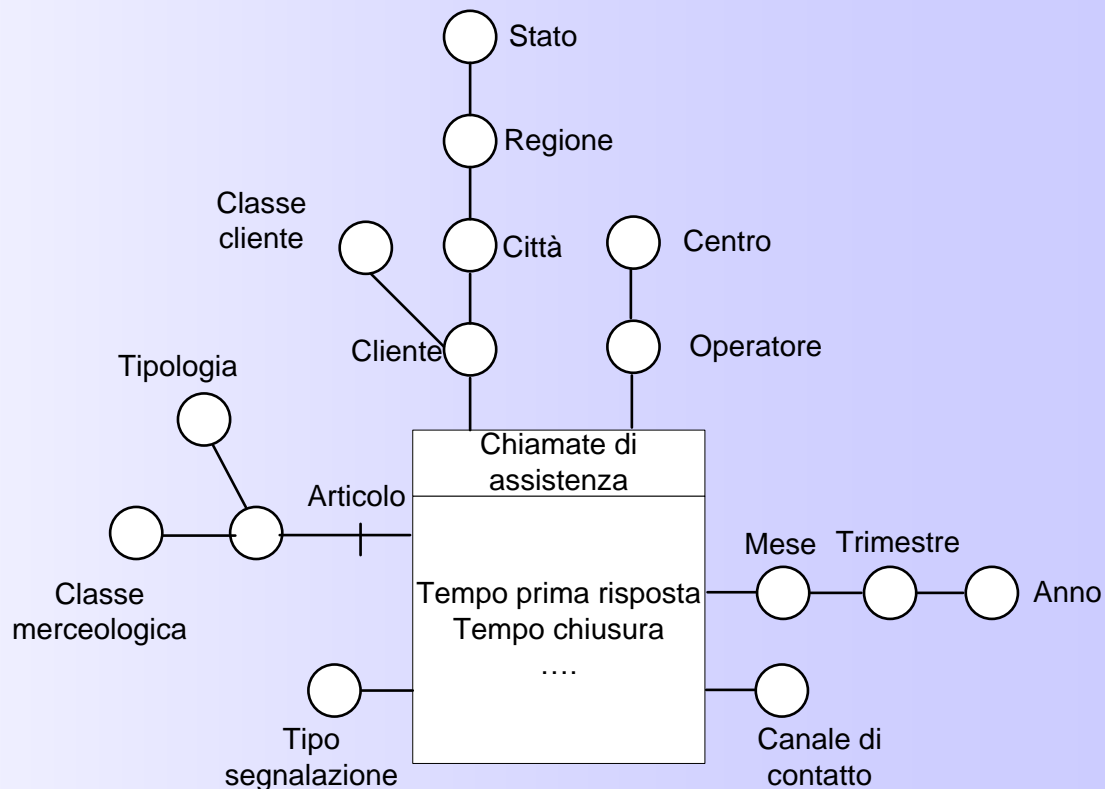 Stato
Regione
Classe
cliente
Città
Centro
Cliente
Operatore
Tipologia
Chiamate di
assistenza
Articolo
Mese
Trimestre
Anno
Classe
merceologica
Tempo prima risposta
Tempo chiusura
….
Tipo
segnalazione
Canale di
contatto